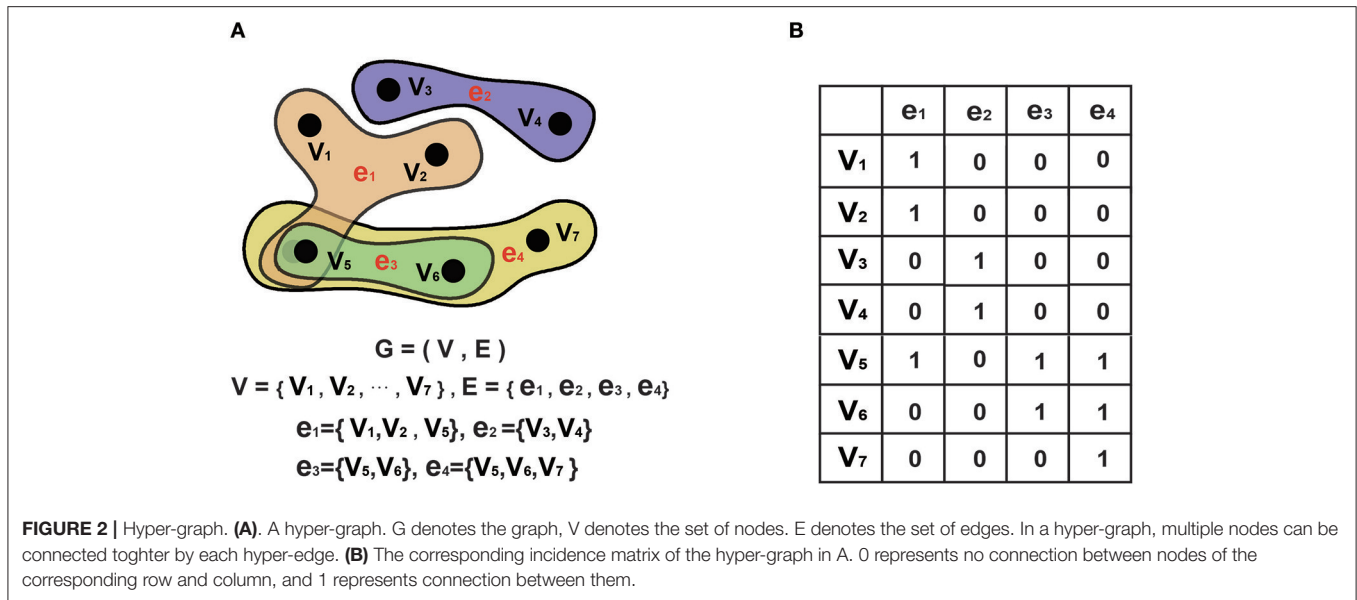 A
V₃
e₂
V₄
V₁
V₂
e₁
V₇
V₅
e₃
e₄
V₆
G = ( V , E )
V = { V₁ , V₂ , ··· , V₇ } , E = { e₁ , e₂ , e₃ , e₄}
e₁={ V₁,V₂ , V₅}, e₂ ={V₃,V₄}
e₃={V₅,V₆}, e₄={V₅,V₆,V₇ }
B
e₁ e₂ e₃ e₄
V₁ 1 0 0 0
V₂ 1 0 0 0
V₃ 0 1 0 0
V₄ 0 1 0 0
V₅ 1 0 1 1
V₆ 0 0 1 1
V₇ 0 0 0 1
FIGURE 2 | Hyper-graph. (A). A hyper-graph. G denotes the graph, V denotes the set of nodes. E denotes the set of edges. In a hyper-graph, multiple nodes can be
connected toghter by each hyper-edge. (B) The corresponding incidence matrix of the hyper-graph in A. 0 represents no connection between nodes of the
corresponding row and column, and 1 represents connection between them.